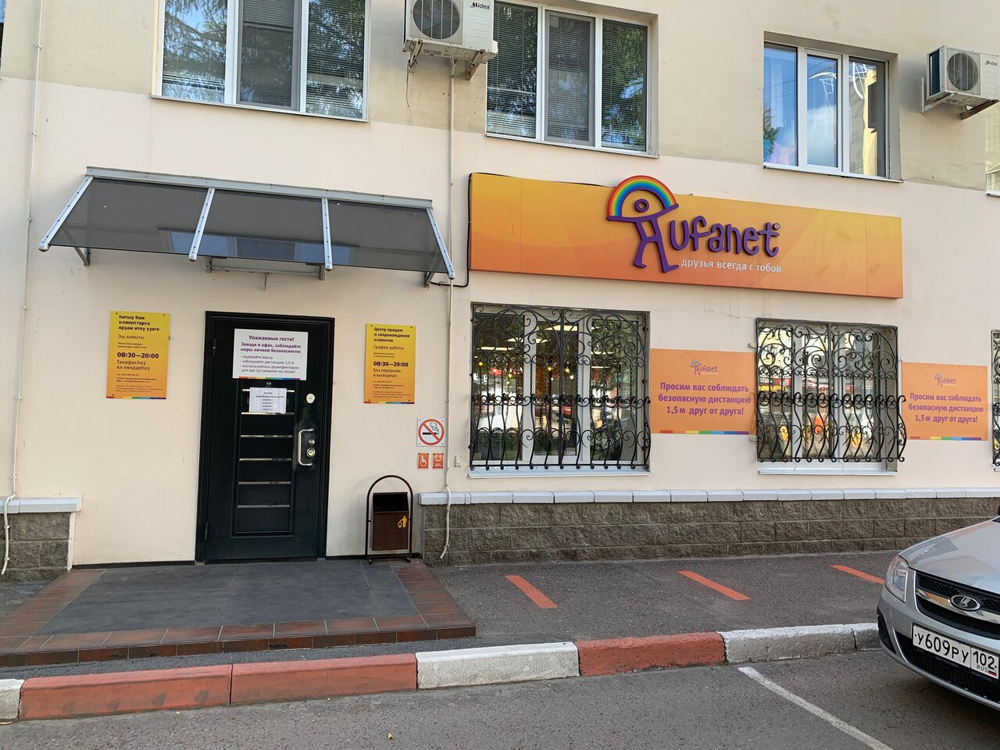 Midea
Midea
ufanet
друзья всегда с тобой
Һатыу һәм
клиенттарға
ярҙам итеү үҙәге
Эш ваҡыты
08:30—20:00
Тәнәфесһеҙ
ял көндәрһеҙ
Уважаемые гости!
Заходя в офис, соблюдайте
меры личной безопасности:
- надевайте маску
- соблюдайте дистанцию 1,5 м
- воспользуйтесь дезинфектором
для рук (установлен на входе)
Центр продаж
и сопровождения
клиентов
График работы
08:30—20:00
Без перерыва
и выходных
ufanet
Просим вас соблюдать
безопасную дистанцию
1,5 м друг от друга!
ufanet
Просим вас соблюдать
безопасную дистанцию
1,5 м друг от друга!
У609РУ 102
RUS